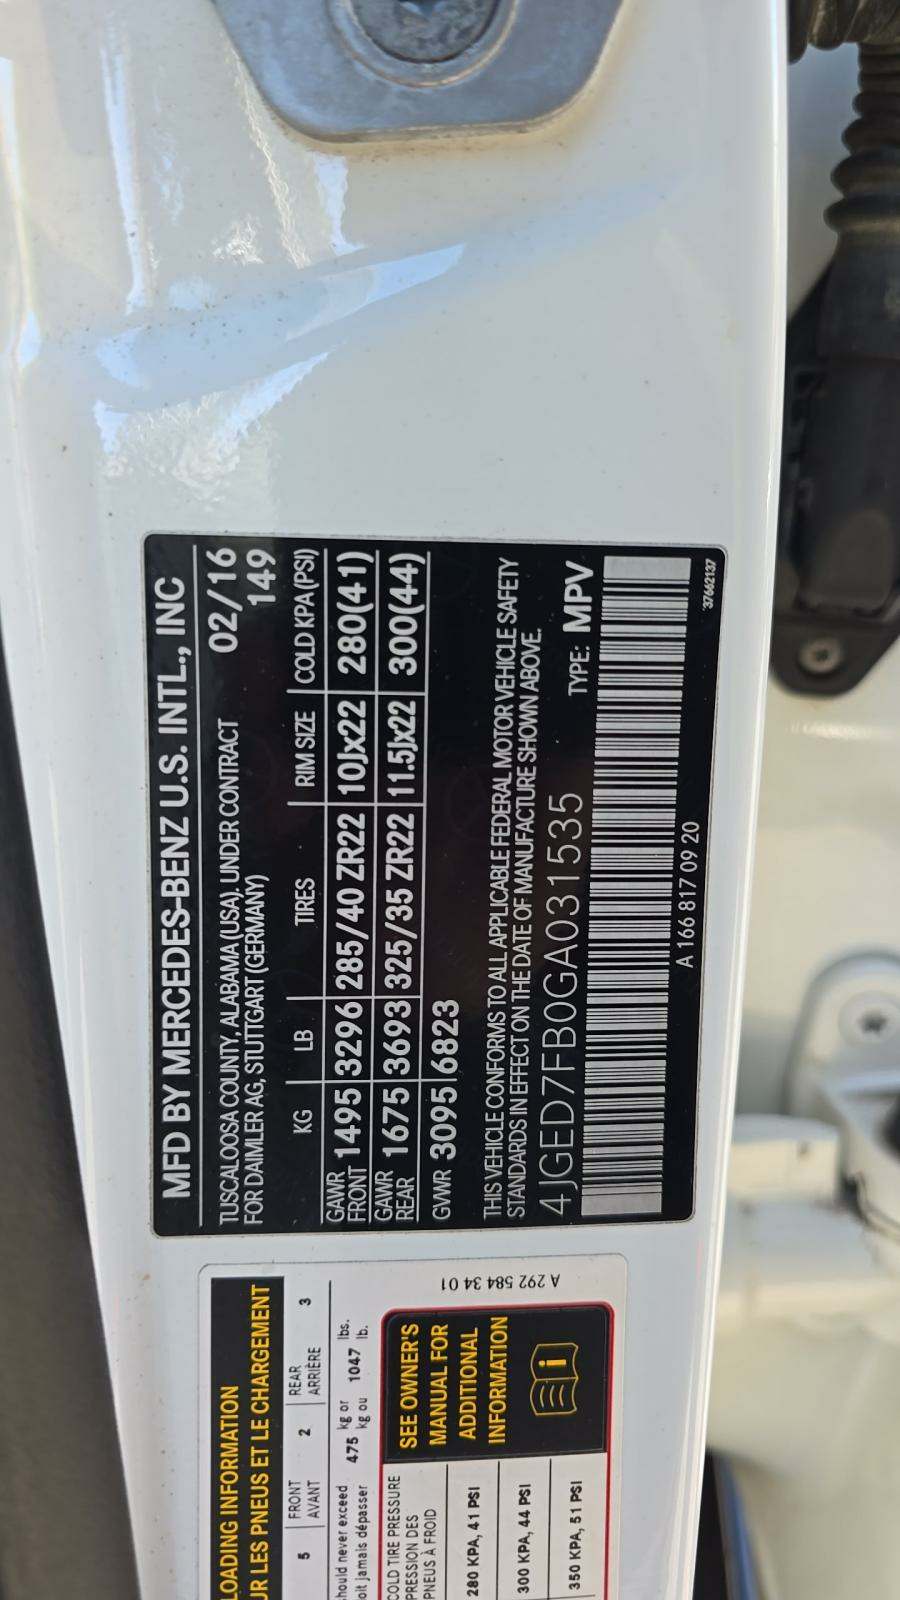 MFD BY MERCEDES-BENZ U.S. INTL., INC
TUSCALOOSA COUNTY, ALABAMA (USA). UNDER CONTRACT 02/16
FOR DAIMLER AG, STUTTGART (GERMANY) 149
KG LB TIRES RIM SIZE COLD KPA(PSI)
GAWR FRONT 1495 3296 285/40 ZR22 10Jx22 280(41)
GAWR REAR 1675 3693 325/35 ZR22 11.5Jx22 300(44)
GVWR 3095 6823
THIS VEHICLE CONFORMS TO ALL APPLICABLE FEDERAL MOTOR VEHICLE SAFETY
STANDARDS IN EFFECT ON THE DATE OF MANUFACTURE SHOWN ABOVE.
4JGED7FB0GA031535 TYPE: MPV
A 166 817 09 20
37662137
LOADING INFORMATION
UR LES PNEUS ET LE CHARGEMENT
5 FRONT 2 REAR 3
AVANT ARRIÈRE
hould never exceed 475 kg or 1047 lbs.
oit jamais dépasser kg ou lb.
COLD TIRE PRESSURE
PRESSION DES
PNEUS À FROID
280 KPA, 41 PSI
300 KPA, 44 PSI
350 KPA, 51 PSI
SEE OWNER'S
MANUAL FOR
ADDITIONAL
INFORMATION
i
A 292 584 34 01